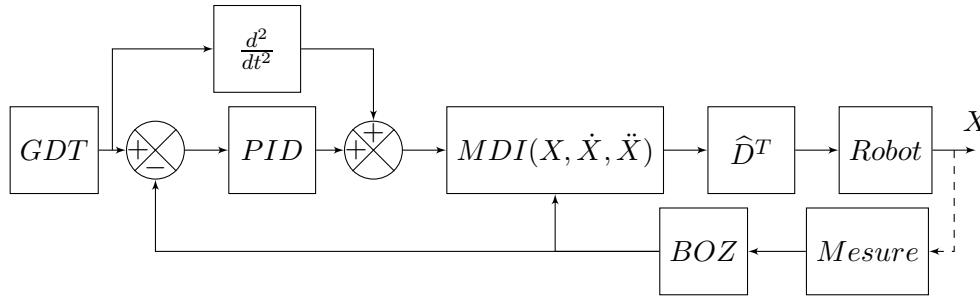 d²/dt²
GDT
+
−
PID
+
+
MDI(X, Ẋ, Ẍ)
D̂ᵀ
Robot
X
BOZ
Mesure